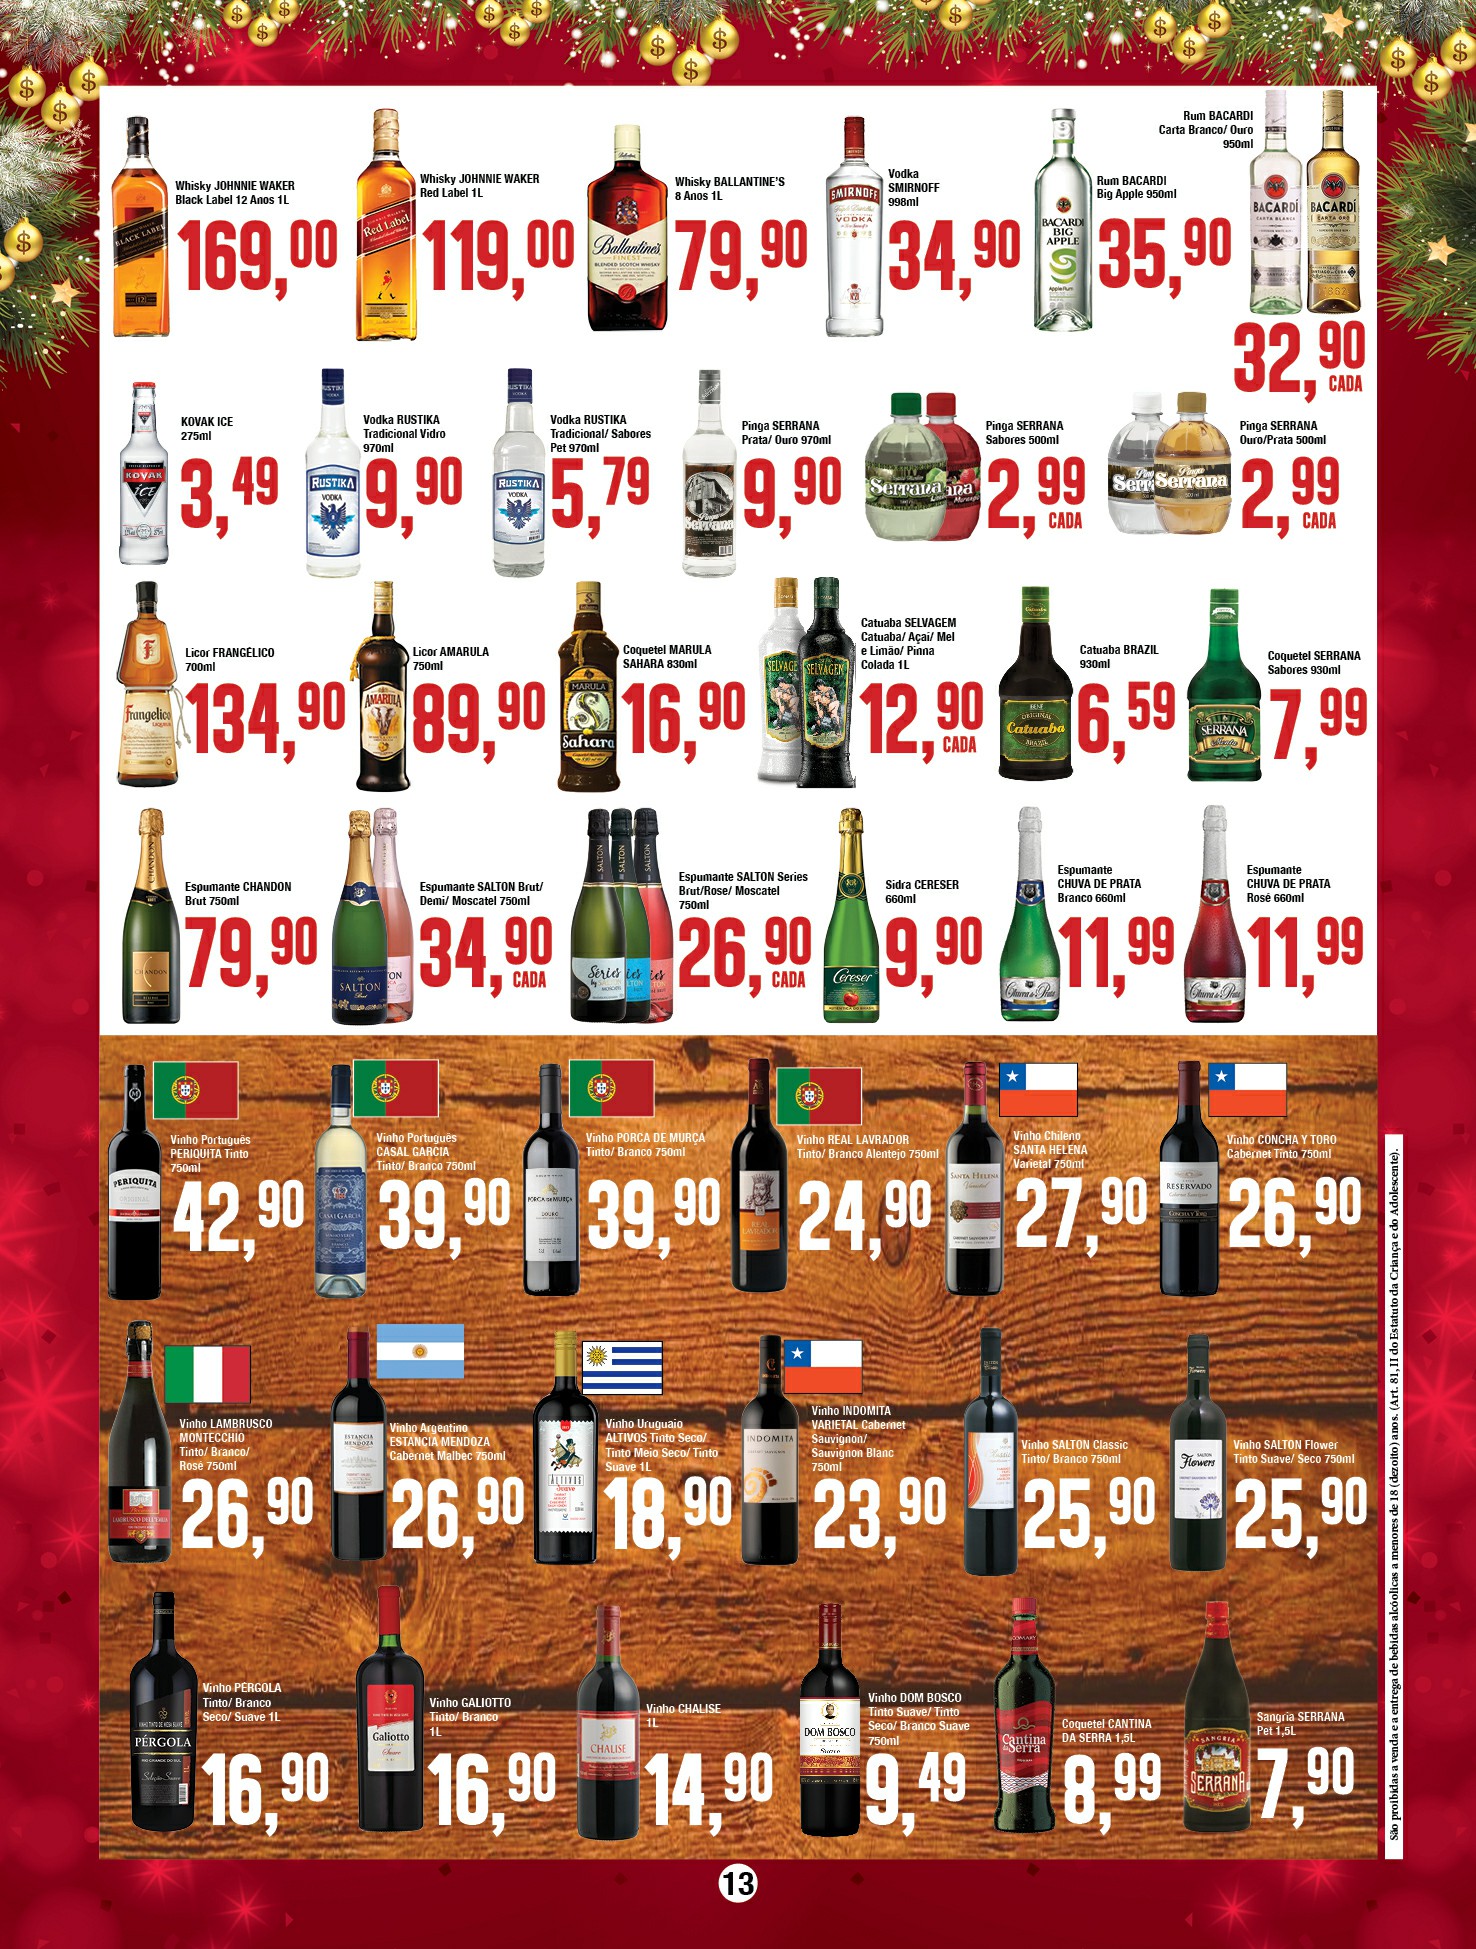 Whisky JOHNNIE WAKER
Black Label 12 Anos 1L
169,00
Whisky JOHNNIE WAKER
Red Label 1L
119,00
Whisky BALLANTINE'S
8 Anos 1L
79,90
Vodka
SMIRNOFF
998ml
34,90
Rum BACARDI
Big Apple 950ml
35,90
Rum BACARDI
Carta Branco/ Ouro
950ml
32,90
CADA
KOVAK ICE
275ml
3,49
Vodka RUSTIKA
Tradicional Vidro
970ml
9,90
Vodka RUSTIKA
Tradicional/ Sabores
Pet 970ml
5,79
Pinga SERRANA
Prata/ Ouro 970ml
9,90
Pinga SERRANA
Sabores 500ml
2,99
CADA
Pinga SERRANA
Ouro/Prata 500ml
2,99
CADA
Licor FRANGÉLICO
700ml
134,90
Licor AMARULA
750ml
89,90
Coquetel MARULA
SAHARA 830ml
16,90
Catuaba SELVAGEM
Catuaba/ Açaí/ Mel
e Limão/ Pinna
Colada 1L
12,90
CADA
Catuaba BRAZIL
930ml
6,59
Coquetel SERRANA
Sabores 930ml
7,99
Espumante CHANDON
Brut 750ml
79,90
Espumante SALTON Brut/
Demi/ Moscatel 750ml
34,90
CADA
Espumante SALTON Series
Brut/Rose/ Moscatel
750ml
26,90
CADA
Sidra CERESER
660ml
9,90
Espumante
CHUVA DE PRATA
Branco 660ml
11,99
Espumante
CHUVA DE PRATA
Rosé 660ml
11,99
Vinho Português
PERIQUITA Tinto
750ml
42,90
Vinho Português
CASAL GARCIA
Tinto/ Branco 750ml
39,90
Vinho PORCA DE MURÇA
Tinto/ Branco 750ml
39,90
Vinho REAL LAVRADOR
Tinto/ Branco Alentejo 750ml
24,90
Vinho Chileno
SANTA HELENA
Varietal 750ml
27,90
Vinho CONCHA Y TORO
Cabernet Tinto 750ml
26,90
Vinho LAMBRUSCO
MONTECCHIO
Tinto/ Branco/
Rosé 750ml
26,90
Vinho Argentino
ESTANCIA MENDOZA
Cabernet Malbec 750ml
26,90
Vinho Uruguaio
ALTIVOS Tinto Seco/
Tinto Meio Seco/ Tinto
Suave 1L
18,90
Vinho INDOMITA
VARIETAL Cabernet
Sauvignon/
Sauvignon Blanc
750ml
23,90
Vinho SALTON Classic
Tinto/ Branco 750ml
25,90
Vinho SALTON Flower
Tinto Suave/ Seco 750ml
25,90
Vinho PÉRGOLA
Tinto/ Branco
Seco/ Suave 1L
16,90
Vinho GALIOTTO
Tinto/ Branco
1L
16,90
Vinho CHALISE
1L
14,90
Vinho DOM BOSCO
Tinto Suave/ Tinto
Seco/ Branco Suave
750ml
9,49
Coquetel CANTINA
DA SERRA 1,5L
8,99
Sangria SERRANA
Pet 1,5L
7,90
São proibidas a venda e a entrega de bebidas alcóolicas a menores de 18 (dezoito) anos. (Art. 81, II do Estatuto da Criança e do Adolescente).
13